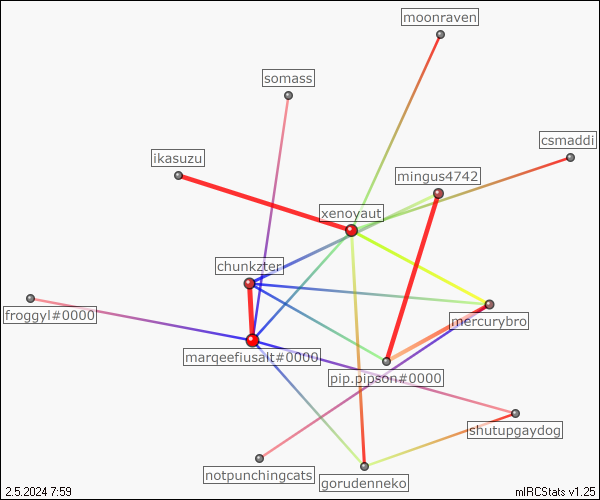 moonraven
somass
csmaddi
ikasuzu
mingus4742
xenoyaut
chunkzter
froggyl#0000
mercurybro
marqeefiusalt#0000
pip.pipson#0000
shutupgaydog
notpunchingcats
gorudenneko
2.5.2024 7:59
mIRCStats v1.25